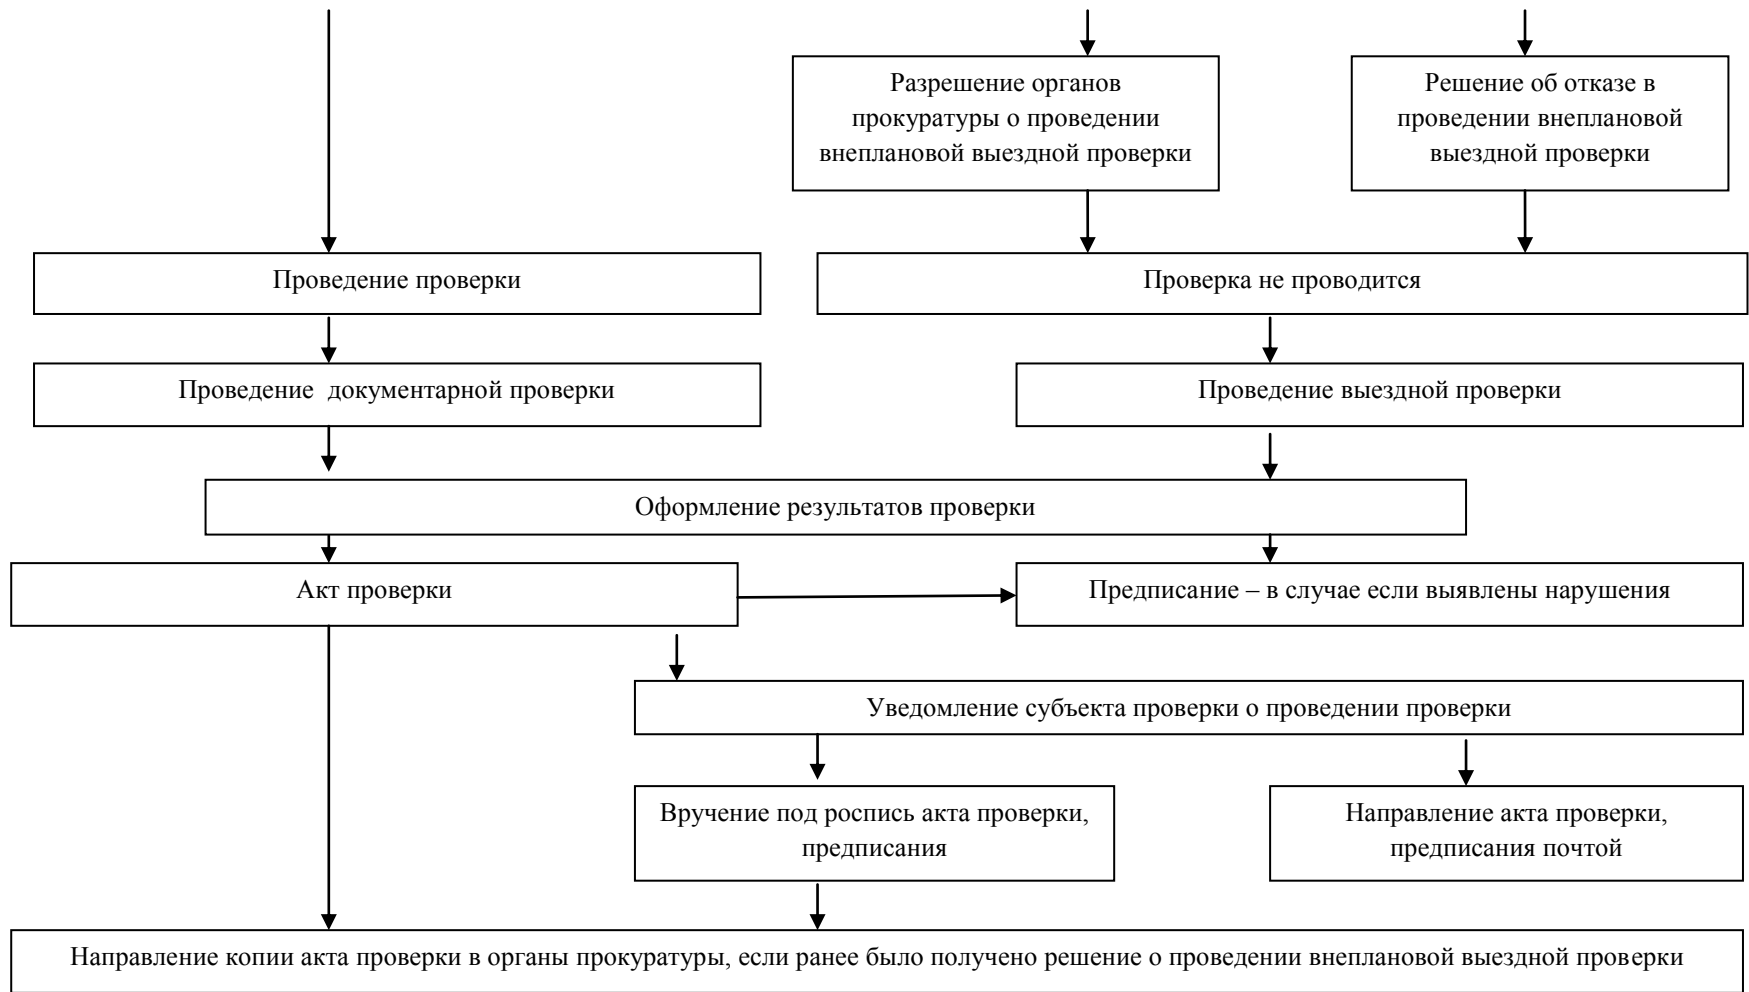 Разрешение органов
прокуратуры о проведении
внеплановой выездной проверки
Решение об отказе в
проведении внеплановой
выездной проверки
Проведение проверки
Проверка не проводится
Проведение  документарной проверки
Проведение выездной проверки
Оформление результатов проверки
Акт проверки
Предписание – в случае если выявлены нарушения
Уведомление субъекта проверки о проведении проверки
Вручение под роспись акта проверки,
предписания
Направление акта проверки,
предписания почтой
Направление копии акта проверки в органы прокуратуры, если ранее было получено решение о проведении внеплановой выездной проверки